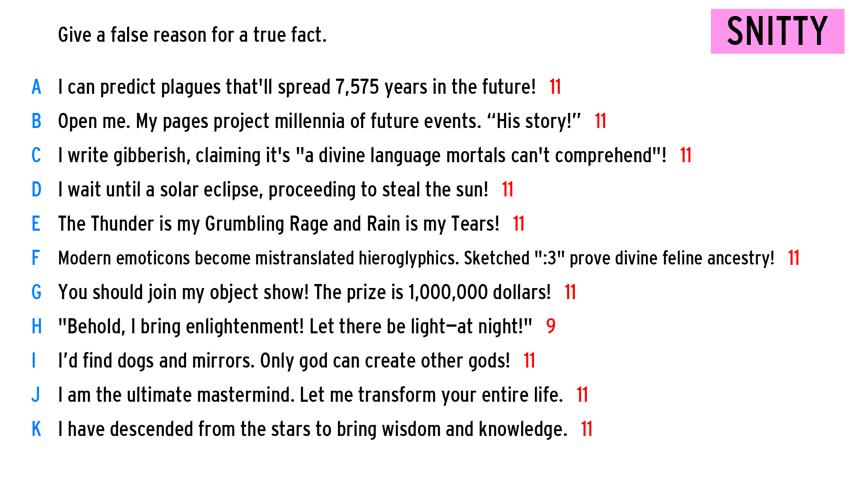 SNITTY
Give a false reason for a true fact.
A I can predict plagues that'll spread 7,575 years in the future! 11
B Open me. My pages project millennia of future events. “His story!” 11
C I write gibberish, claiming it's "a divine language mortals can't comprehend"! 11
D I wait until a solar eclipse, proceeding to steal the sun! 11
E The Thunder is my Grumbling Rage and Rain is my Tears! 11
F Modern emoticons become mistranslated hieroglyphics. Sketched ":3" prove divine feline ancestry! 11
G You should join my object show! The prize is 1,000,000 dollars! 11
H "Behold, I bring enlightenment! Let there be light—at night!" 9
I I’d find dogs and mirrors. Only god can create other gods! 11
J I am the ultimate mastermind. Let me transform your entire life. 11
K I have descended from the stars to bring wisdom and knowledge. 11